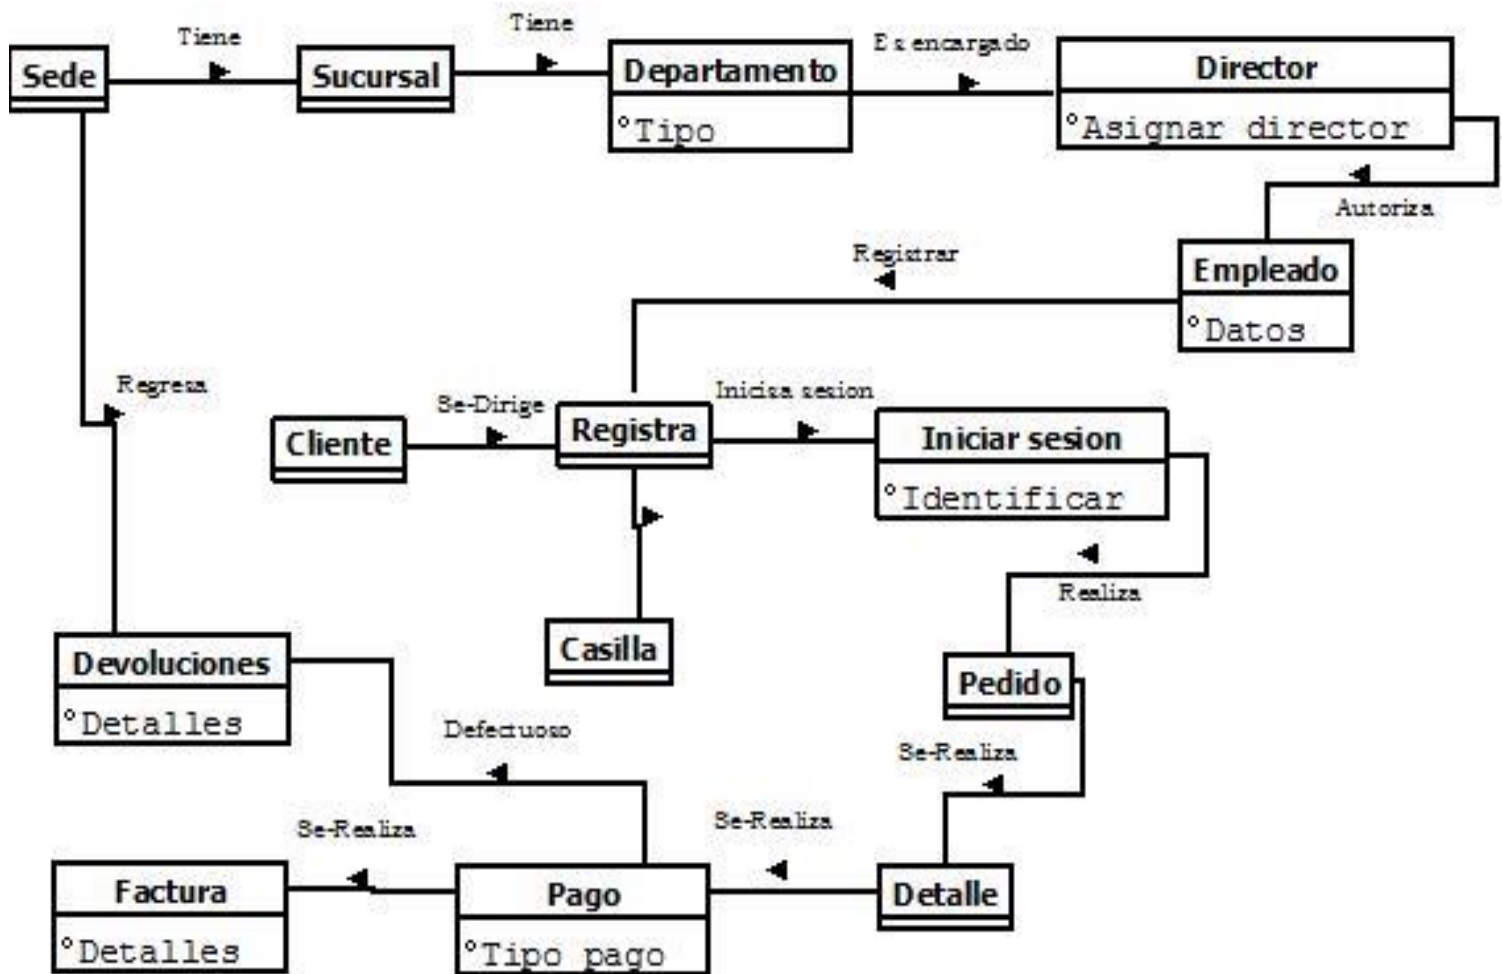 Tiene
Tiene
Es encargado
Sede
Sucursal
Departamento
°Tipo
Director
°Asignar director
Autoriza
Registrar
Empleado
°Datos
Regresa
Se-Dirige
Inicisa sesion
Cliente
Registra
Iniciar sesion
°Identificar
Realiza
Devoluciones
°Detalles
Casilla
Pedido
Defectuoso
Se-Realiza
Se-Realiza
Se-Realiza
Factura
°Detalles
Pago
°Tipo pago
Detalle